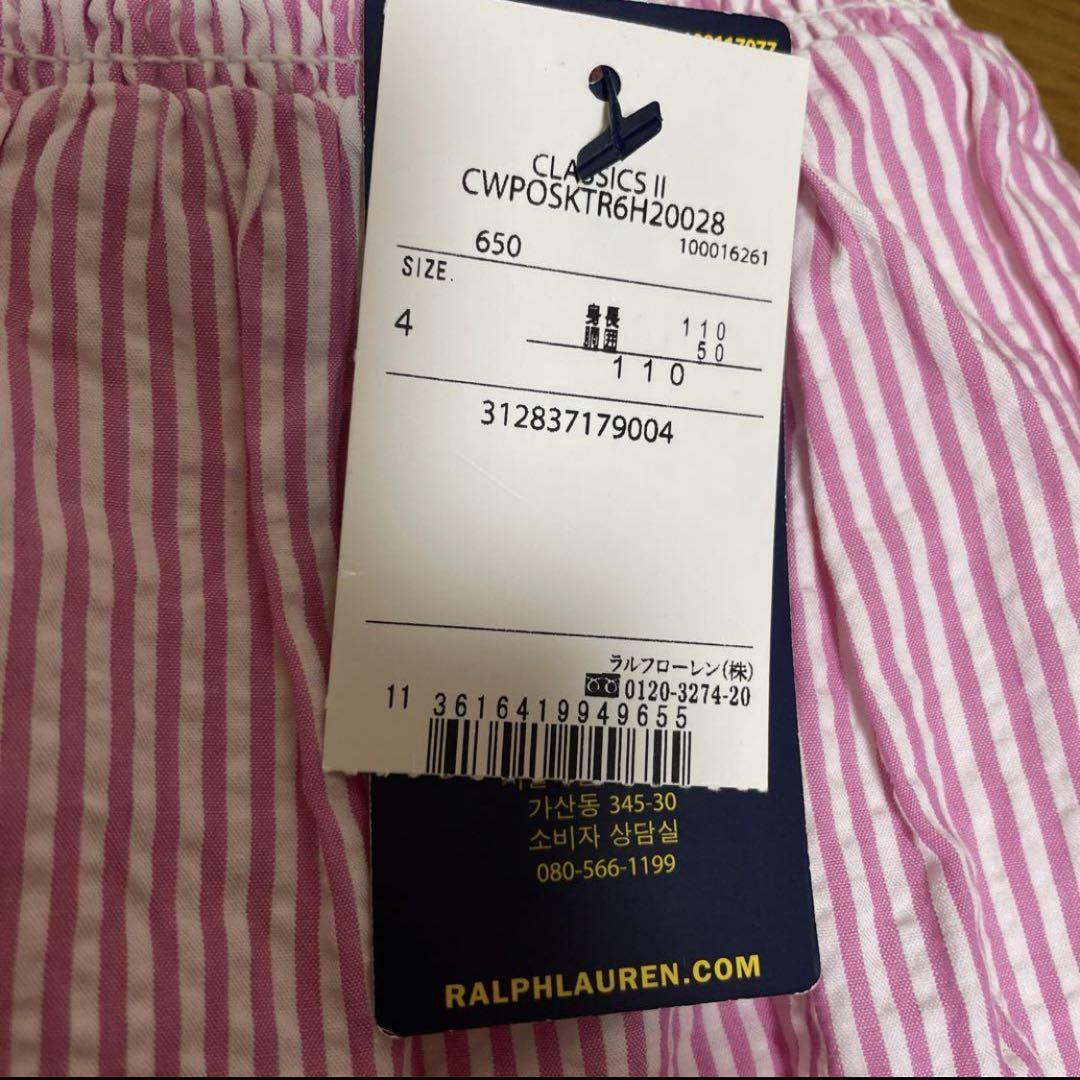 CLASSICS II
CWPOSKTR6H20028
650 100016261
SIZE.
4
身長 110
胴囲 50
110
312837179004
ラルフローレン(株)
0120-3274-20
11 3616419949655
가산동 345-30
소비자 상담실
080-566-1199
RALPHLAUREN.COM